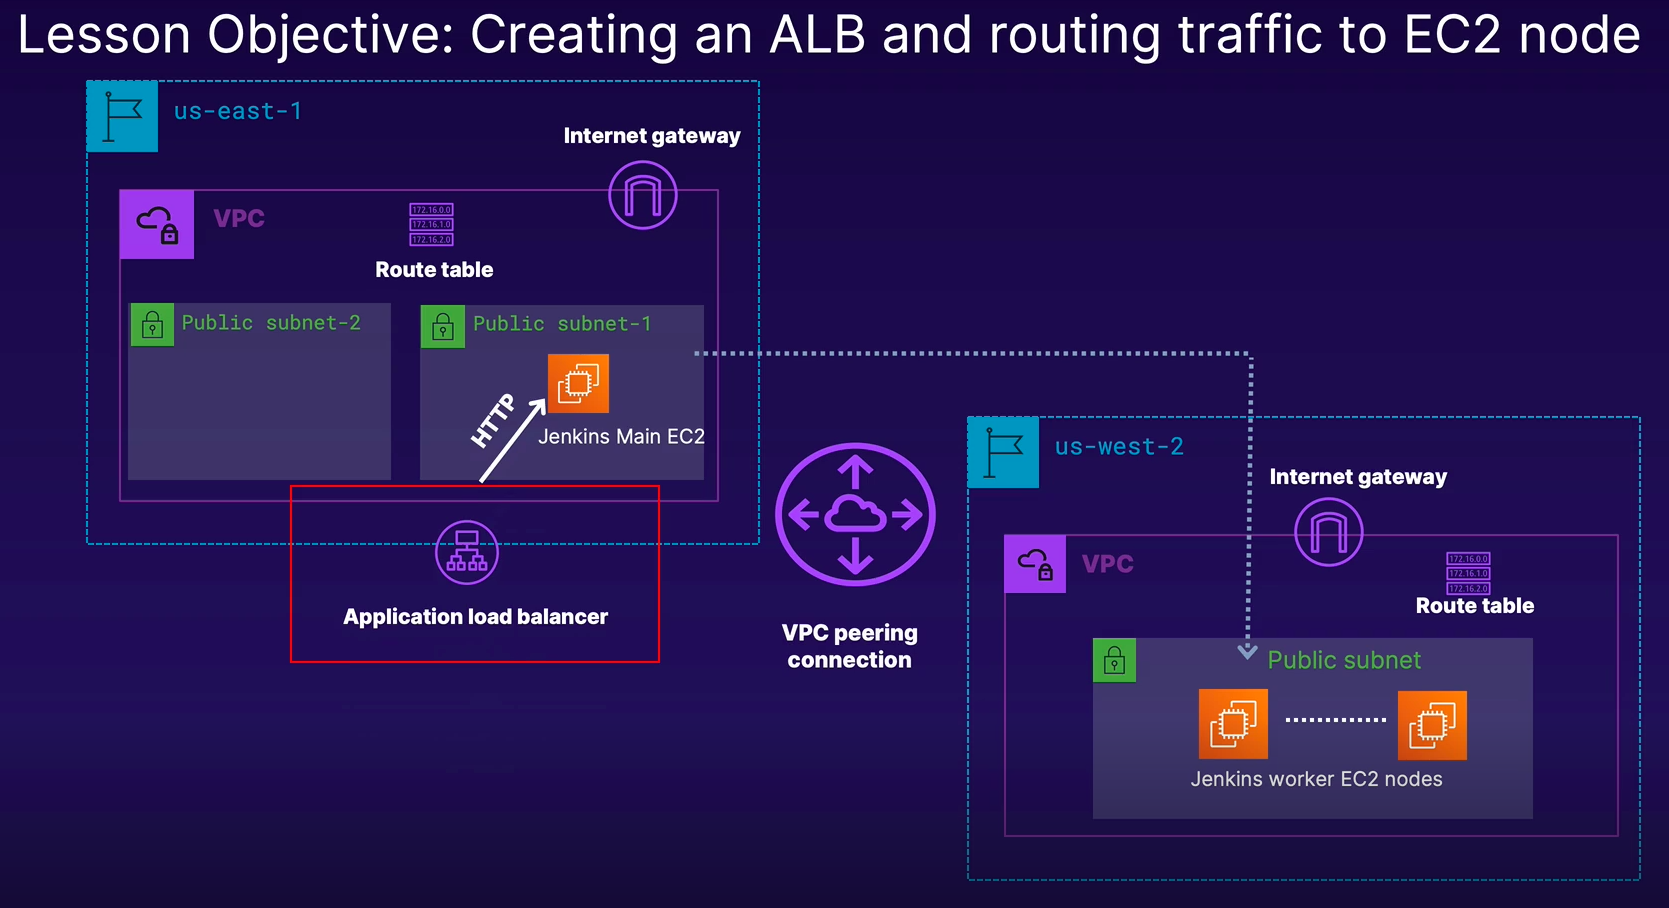 Lesson Objective: Creating an ALB and routing traffic to EC2 node
us-east-1
Internet gateway
VPC
172.16.0.0
172.16.1.0
172.16.2.0
Route table
Public subnet-2
Public subnet-1
HTTP
Jenkins Main EC2
Application load balancer
VPC peering
connection
us-west-2
Internet gateway
VPC
172.16.0.0
172.16.1.0
172.16.2.0
Route table
Public subnet
Jenkins worker EC2 nodes